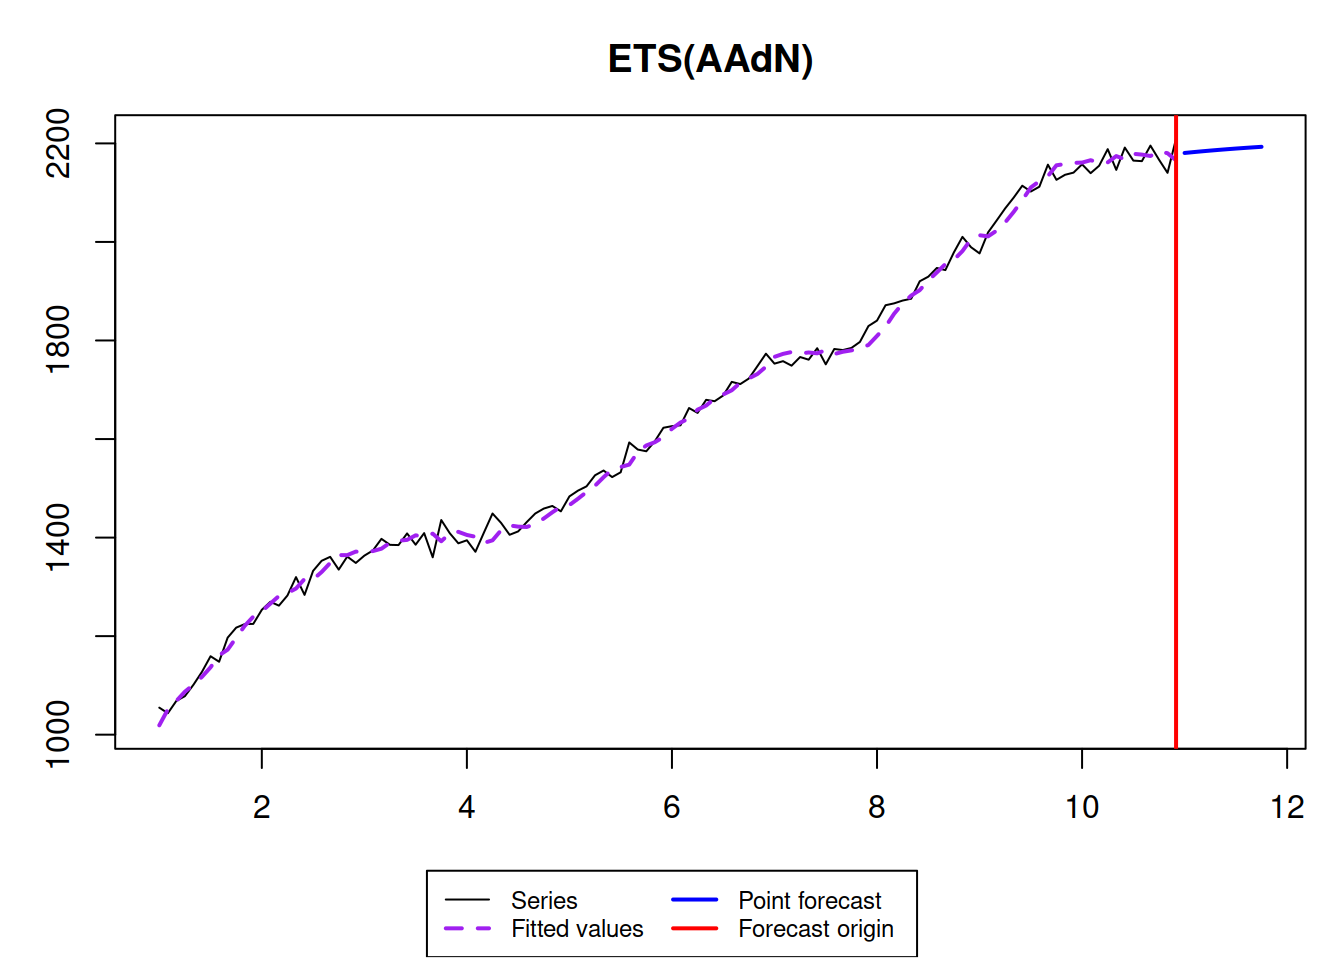 ETS(AAdN)
2200
1800
1400
1000
2 4 6 8 10 12
Series Point forecast
Fitted values Forecast origin